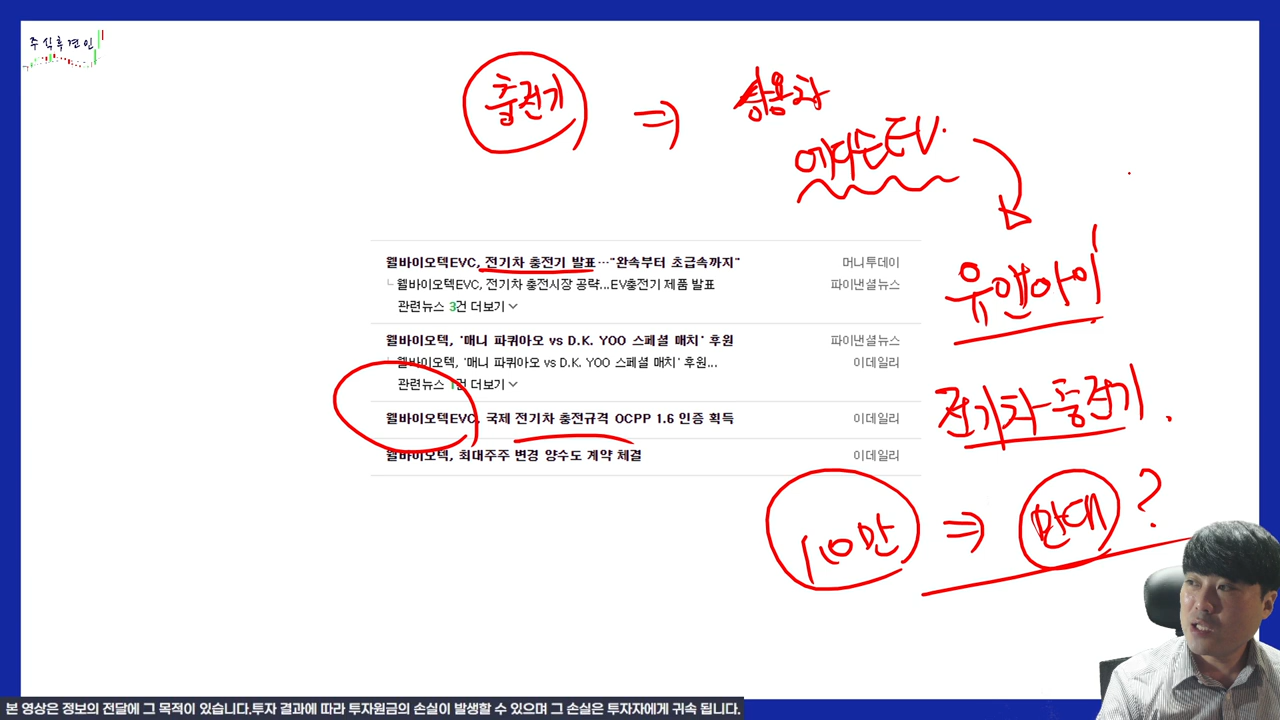 주식후견인
충전기 ⇒ 상용차
에디슨EV.
웰바이오텍EVC, 전기차 충전기 발표…"완속부터 초급속까지" 머니투데이
웰바이오텍EVC, 전기차 충전시장 공략...EV충전기 제품 발표 파이낸셜뉴스
관련뉴스 3건 더보기
유앤아이
웰바이오텍, '매니 파퀴아오 vs D.K. YOO 스페셜 매치' 후원 파이낸셜뉴스
웰바이오텍, '매니 파퀴아오 vs D.K. YOO 스페셜 매치' 후원... 이데일리
관련뉴스 1건 더보기
웰바이오텍EVC, 국제 전기차 충전규격 OCPP 1.6 인증 획득 이데일리
전기차 충전기.
웰바이오텍, 최대주주 변경 양수도 계약 체결 이데일리
10만 ⇒ 만대?
본 영상은 정보의 전달에 그 목적이 있습니다.투자 결과에 따라 투자원금의 손실이 발생할 수 있으며 그 손실은 투자자에게 귀속 됩니다.